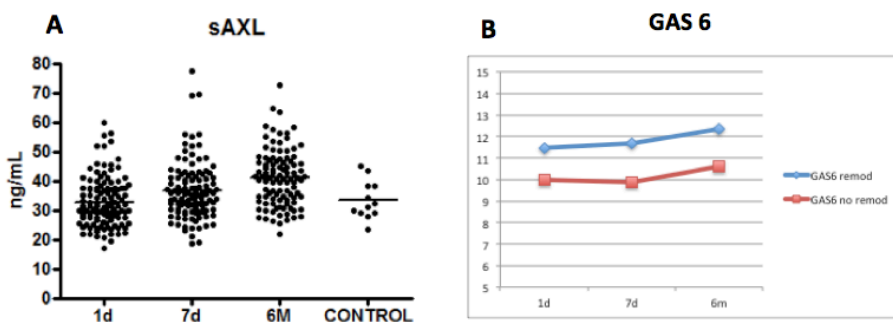 A
sAXL
ng/mL
80
70
60
50
40
30
20
10
0
1d 7d 6M CONTROL
B
GAS 6
15
14
13
12
11
10
9
8
7
6
5
1d 7d 6m
GAS6 remod
GAS6 no remod